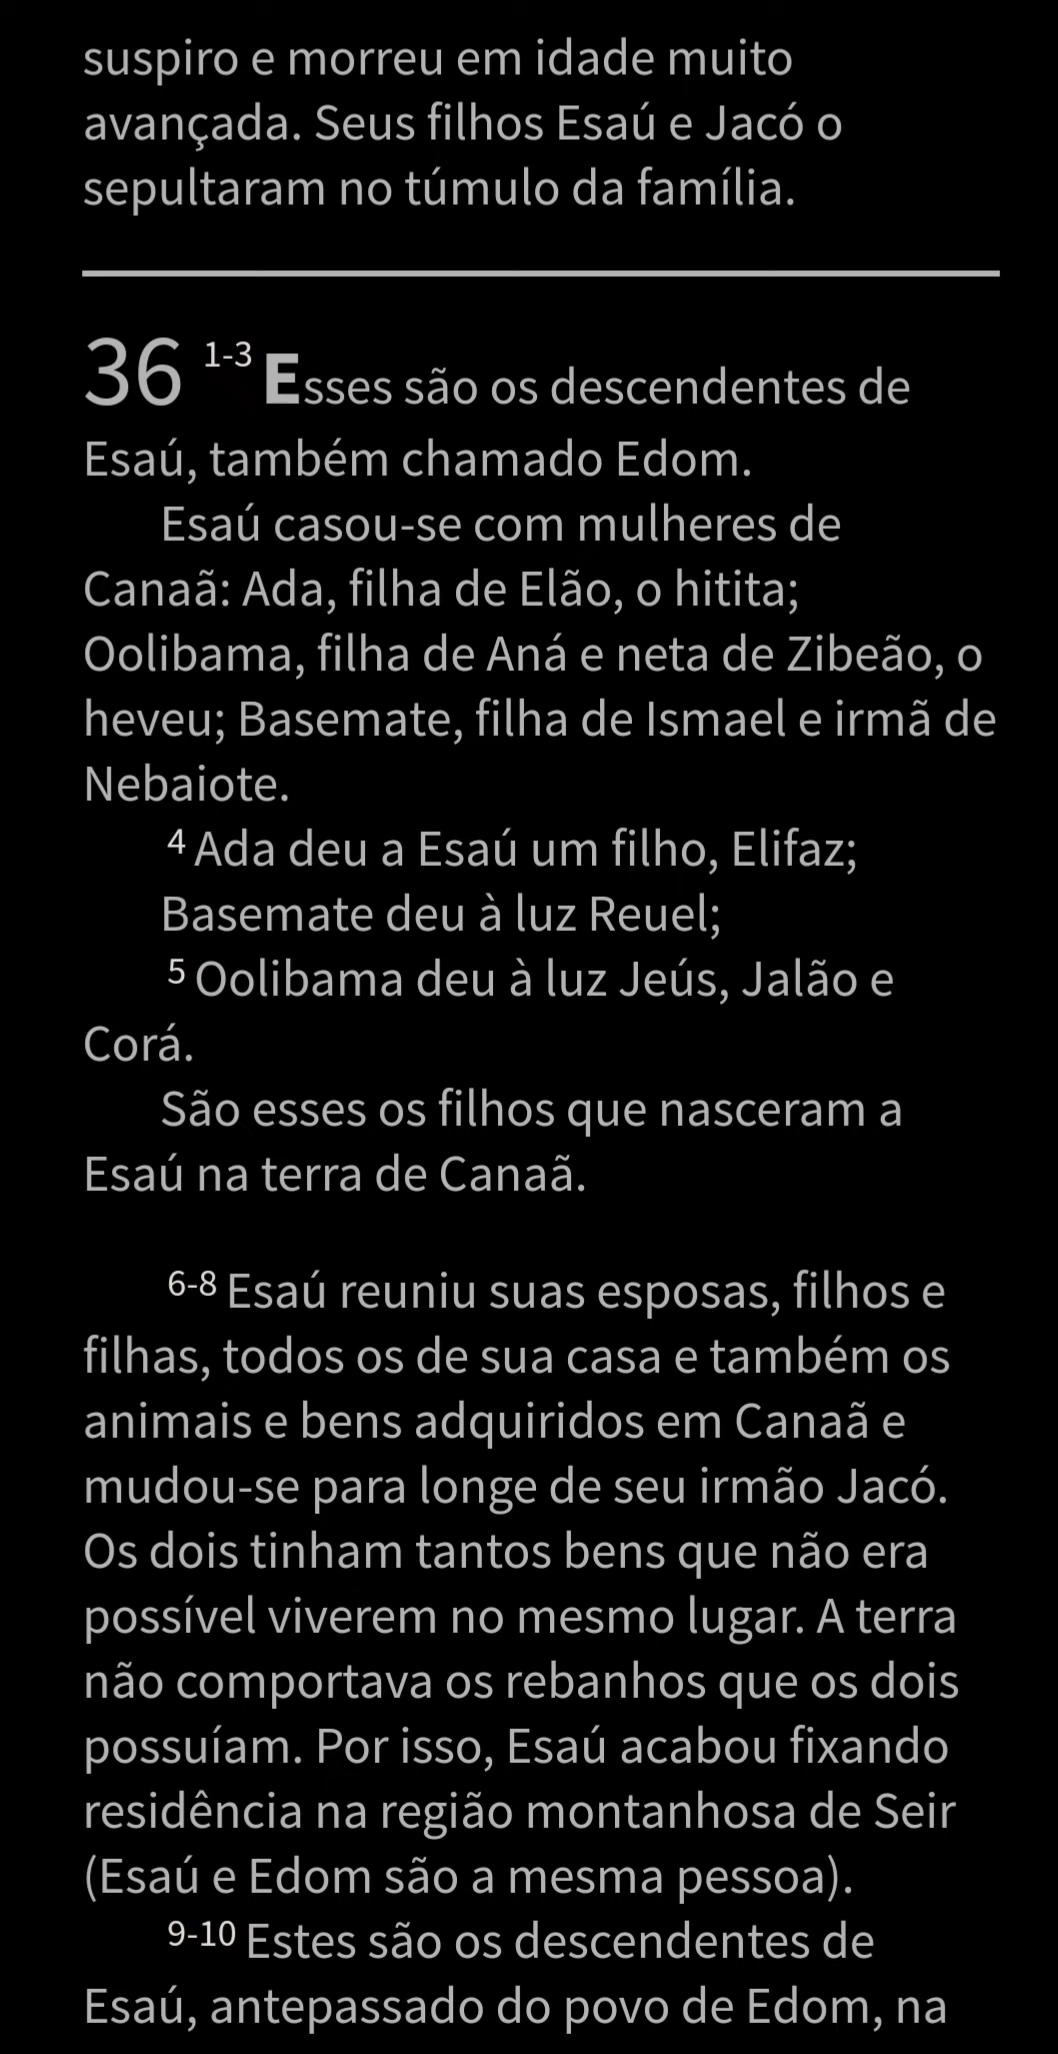 suspiro e morreu em idade muito
avançada. Seus filhos Esaú e Jacó o
sepultaram no túmulo da família.
36 1-3 Esses são os descendentes de
Esaú, também chamado Edom.
Esaú casou-se com mulheres de
Canaã: Ada, filha de Elão, o hitita;
Oolibama, filha de Aná e neta de Zibeão, o
heveu; Basemate, filha de Ismael e irmã de
Nebaiote.
4 Ada deu a Esaú um filho, Elifaz;
Basemate deu à luz Reuel;
5 Oolibama deu à luz Jeús, Jalão e
Corá.
São esses os filhos que nasceram a
Esaú na terra de Canaã.
6-8 Esaú reuniu suas esposas, filhos e
filhas, todos os de sua casa e também os
animais e bens adquiridos em Canaã e
mudou-se para longe de seu irmão Jacó.
Os dois tinham tantos bens que não era
possível viverem no mesmo lugar. A terra
não comportava os rebanhos que os dois
possuíam. Por isso, Esaú acabou fixando
residência na região montanhosa de Seir
(Esaú e Edom são a mesma pessoa).
9-10 Estes são os descendentes de
Esaú, antepassado do povo de Edom, na